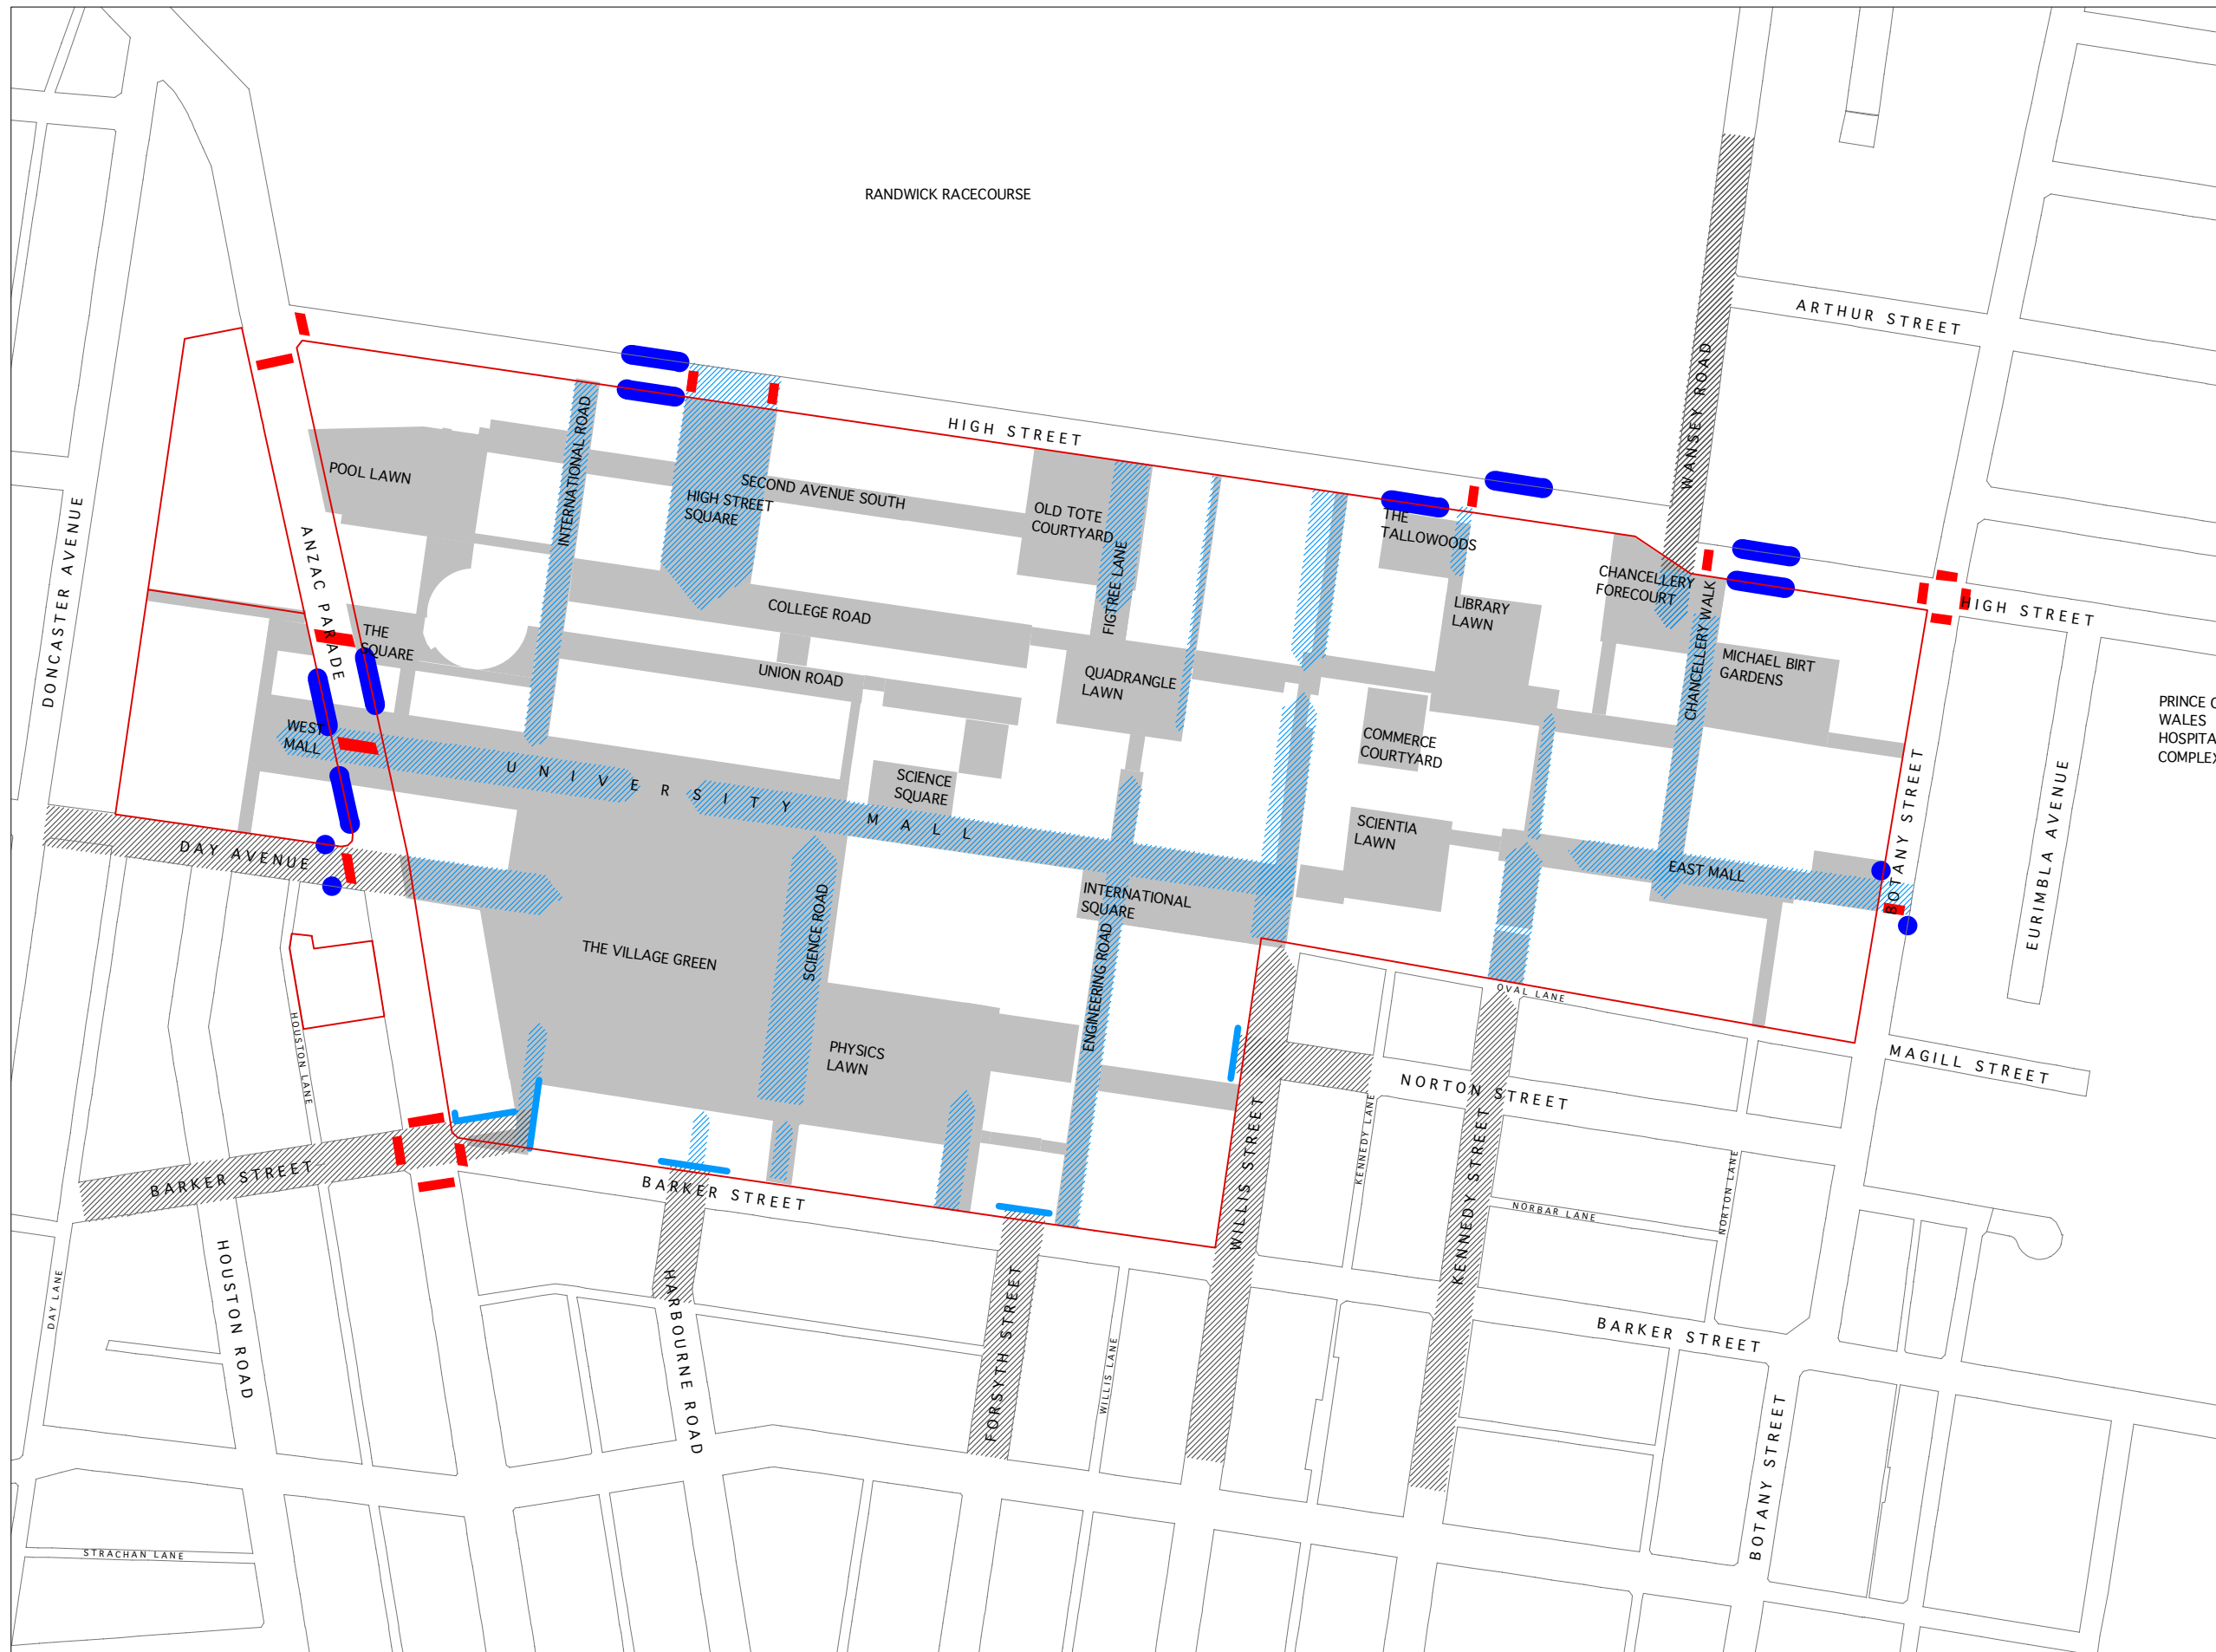 RANDWICK RACECOURSE
ARTHUR STREET
WANSEY ROAD
HIGH STREET
INTERNATIONAL ROAD
POOL LAWN
SECOND AVENUE SOUTH
HIGH STREET
SQUARE
OLD TOTE
COURTYARD
FIGTREE LANE
THE
TALLOWOODS
CHANCELLERY
FORECOURT
CHANCELLERY WALK
LIBRARY
LAWN
HIGH STREET
DONCASTER AVENUE
ANZAC PARADE
THE
SQUARE
COLLEGE ROAD
UNION ROAD
QUADRANGLE
LAWN
MICHAEL BIRT
GARDENS
PRINCE O
WALES
HOSPITA
COMPLEX
WEST
MALL
UNIVERSITY MALL
SCIENCE
SQUARE
COMMERCE
COURTYARD
SCIENTIA
LAWN
EAST MALL
BOTANY STREET
EURIMBLA AVENUE
DAY AVENUE
INTERNATIONAL
SQUARE
THE VILLAGE GREEN
SCIENCE ROAD
ENGINEERING ROAD
OVAL LANE
HOUSTON LANE
PHYSICS
LAWN
MAGILL STREET
NORTON STREET
KENNEDY LANE
KENNEDY STREET
WILLIS STREET
NORTON LANE
NORBAR LANE
BARKER STREET
BARKER STREET
BARKER STREET
DAY LANE
HOUSTON ROAD
HARBOURNE ROAD
FORSYTH STREET
WILLIS LANE
BOTANY STREET
STRACHAN LANE